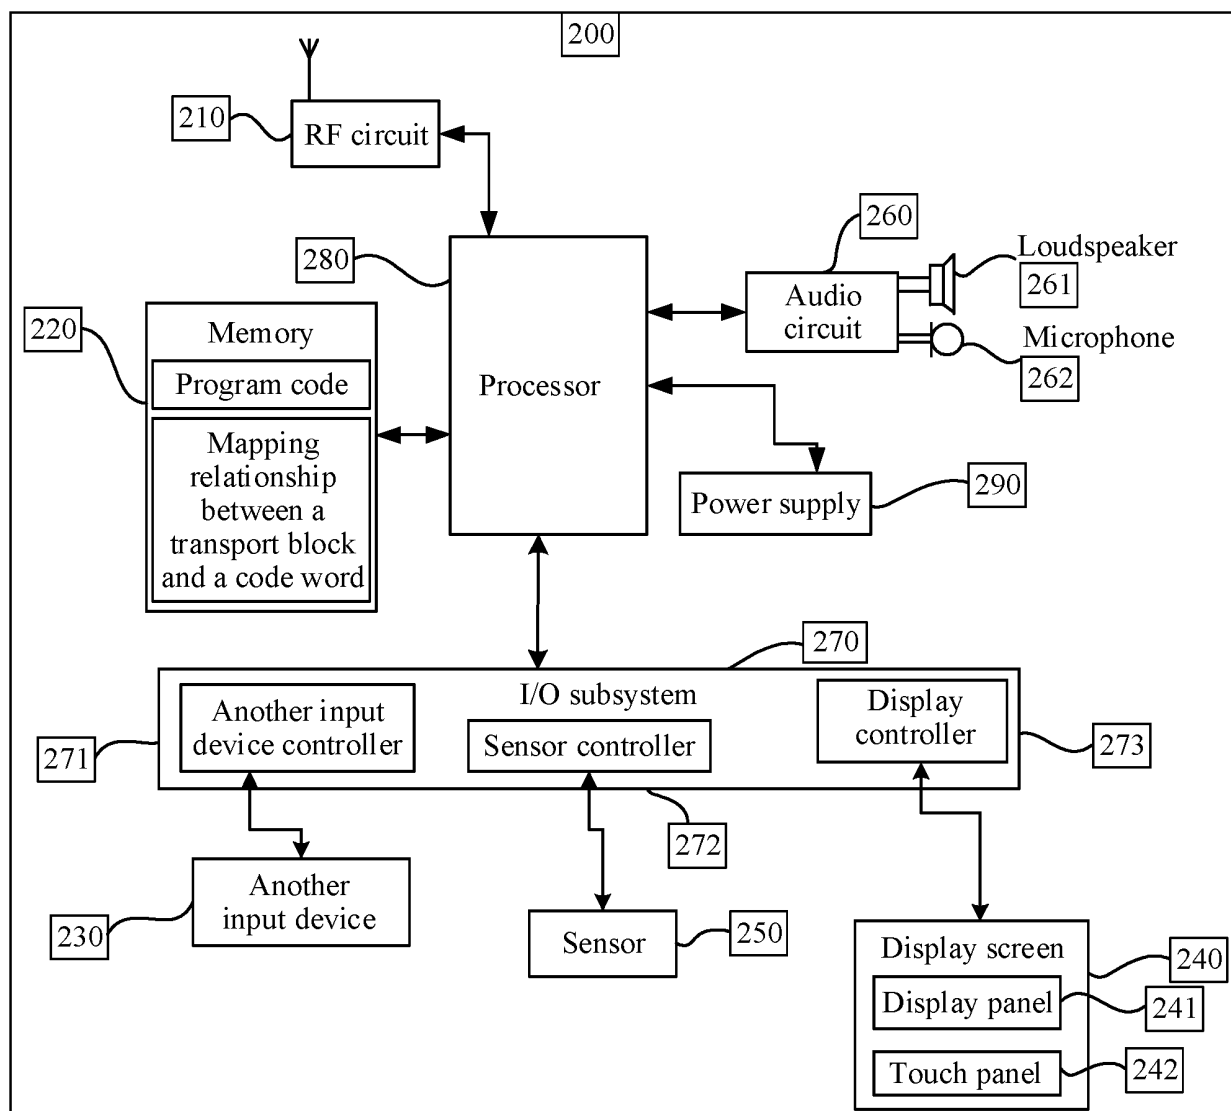 200
210
RF circuit
280
260
Loudspeaker
261
220
Memory
Audio
circuit
Microphone
262
Program code
Processor
Mapping
relationship
between a
transport block
and a code word
Power supply
290
270
I/O subsystem
Another input
device controller
Display
controller
271
Sensor controller
273
272
Another
input device
230
Sensor
250
Display screen
240
Display panel
241
Touch panel
242